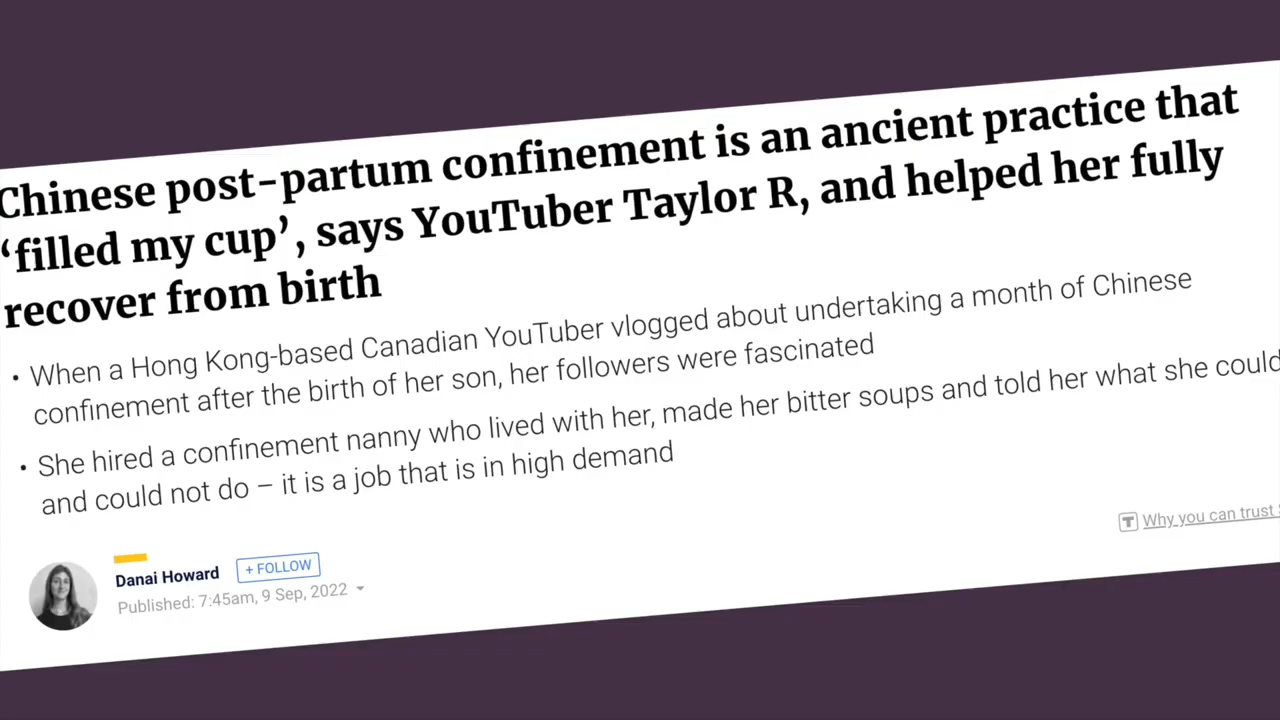 Chinese post-partum confinement is an ancient practice that
‘filled my cup’, says YouTuber Taylor R, and helped her fully
recover from birth
• When a Hong Kong-based Canadian YouTuber vlogged about undertaking a month of Chinese
confinement after the birth of her son, her followers were fascinated
• She hired a confinement nanny who lived with her, made her bitter soups and told her what she could
and could not do – it is a job that is in high demand
Why you can trust
Danai Howard
+ FOLLOW
Published: 7:45am, 9 Sep, 2022